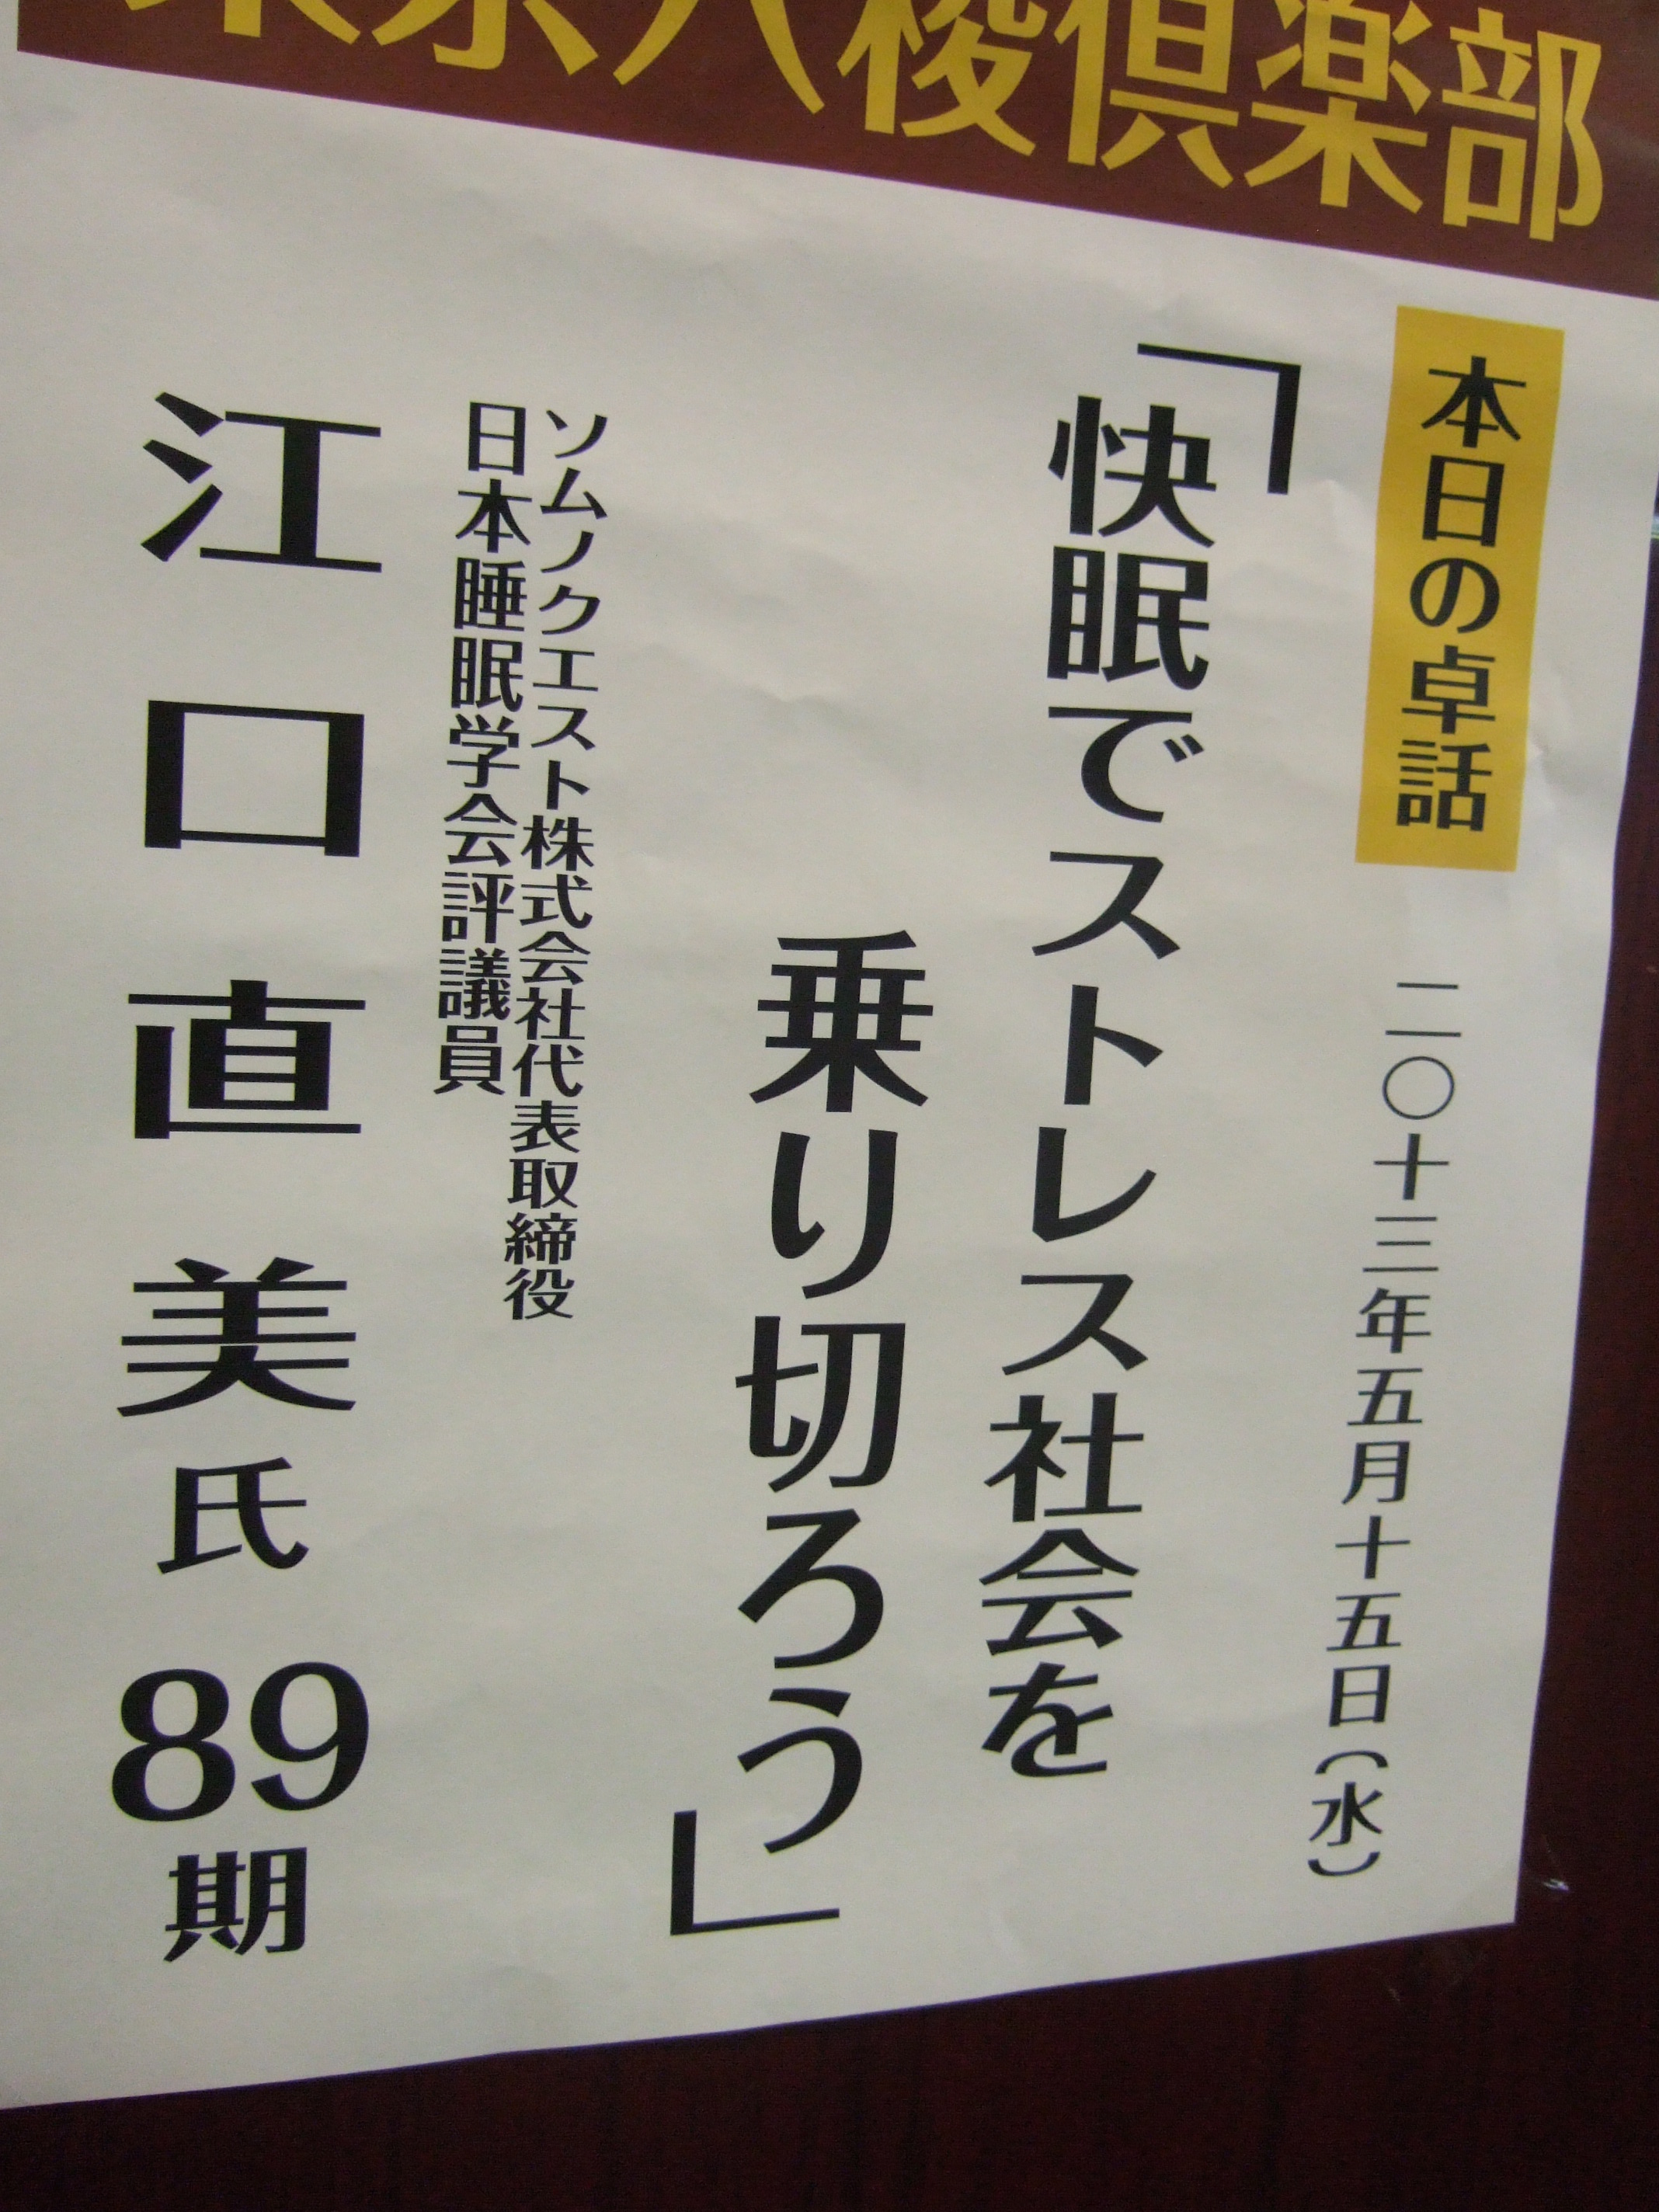 東京八稜倶楽部
本日の卓話
二〇十三年五月十五日(水)
「快眠でストレス社会を
乗り切ろう」
ソムノクエスト株式会社代表取締役
日本睡眠学会評議員
江口直美氏 89期